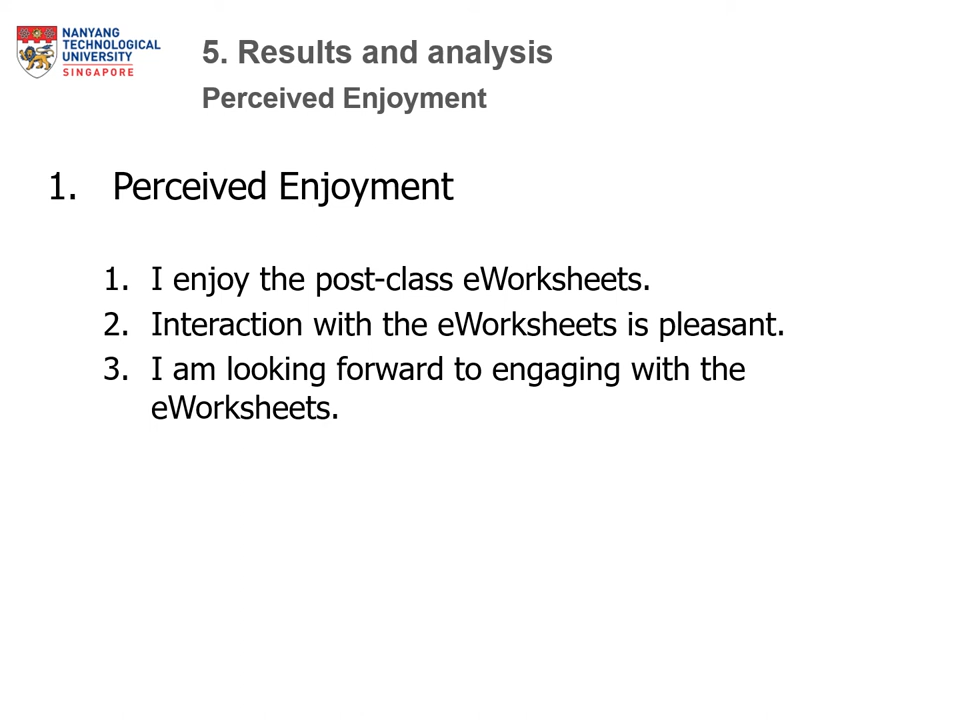 NANYANG
TECHNOLOGICAL
UNIVERSITY
SINGAPORE
5. Results and analysis
Perceived Enjoyment
1. Perceived Enjoyment
1. I enjoy the post-class eWorksheets.
2. Interaction with the eWorksheets is pleasant.
3. I am looking forward to engaging with the
eWorksheets.